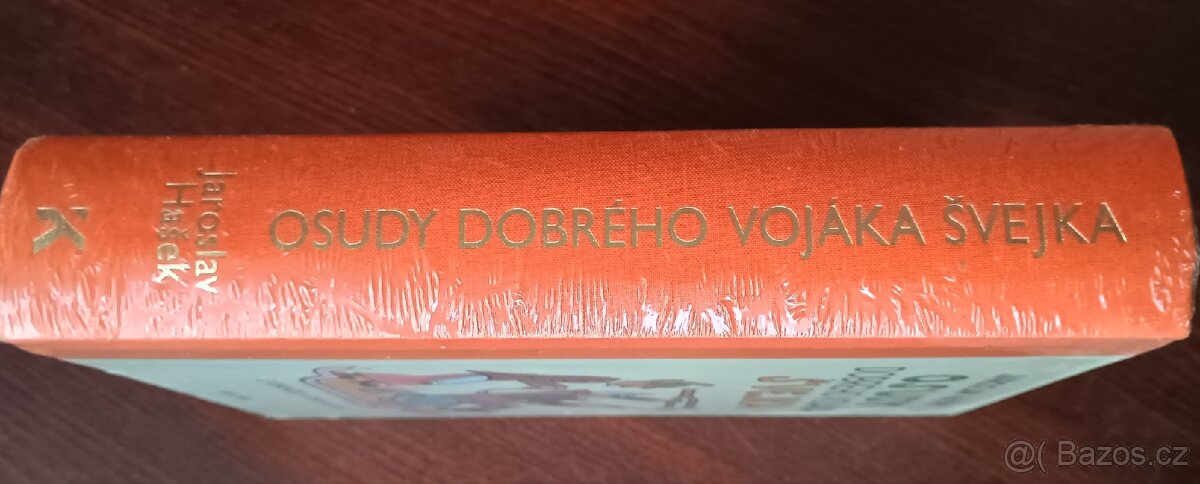 OSUDY DOBRÉHO VOJÁKA ŠVEJKA
Jaroslav
Hašek
K
@( Bazos.cz